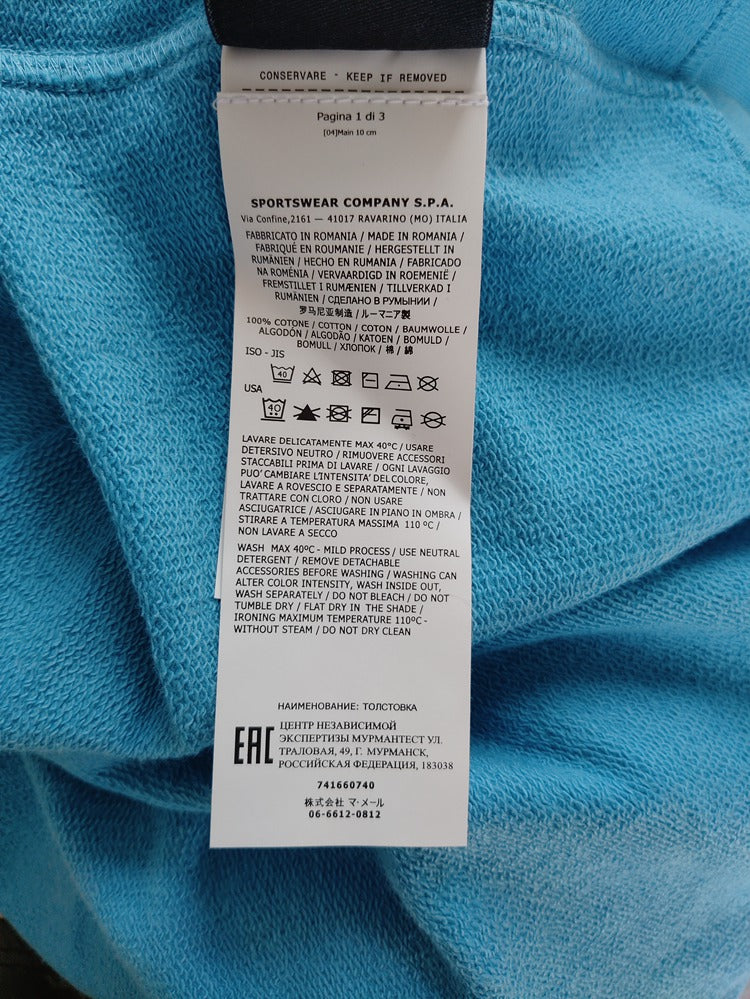 CONSERVARE - KEEP IF REMOVED
Pagina 1 di 3
[04]Main 10 cm
SPORTSWEAR COMPANY S.P.A.
Via Confine,2161 — 41017 RAVARINO (MO) ITALIA
FABBRICATO IN ROMANIA / MADE IN ROMANIA /
FABRIQUÉ EN ROUMANIE / HERGESTELLT IN
RUMÄNIEN / HECHO EN RUMANIA / FABRICADO
NA ROMÉNIA / VERVAARDIGD IN ROEMENIË /
FREMSTILLET I RUMÆNIEN / TILLVERKAD I
RUMÄNIEN / СДЕЛАНО В РУМЫНИИ /
罗马尼亚制造 / ルーマニア製
100% COTONE / COTTON / COTON / BAUMWOLLE /
ALGODÓN / ALGODÃO / KATOEN / BOMULD /
BOMULL / ХЛОПОК / 棉 / 綿
ISO - JIS
40
USA
40
LAVARE DELICATAMENTE MAX 40°C / USARE
DETERSIVO NEUTRO / RIMUOVERE ACCESSORI
STACCABILI PRIMA DI LAVARE / OGNI LAVAGGIO
PUO' CAMBIARE L'INTENSITA' DEL COLORE,
LAVARE A ROVESCIO E SEPARATAMENTE / NON
TRATTARE CON CLORO / NON USARE
ASCIUGATRICE / ASCIUGARE IN PIANO IN OMBRA /
STIRARE A TEMPERATURA MASSIMA 110 ºC /
NON LAVARE A SECCO
WASH MAX 40ºC - MILD PROCESS / USE NEUTRAL
DETERGENT / REMOVE DETACHABLE
ACCESSORIES BEFORE WASHING / WASHING CAN
ALTER COLOR INTENSITY, WASH INSIDE OUT,
WASH SEPARATELY / DO NOT BLEACH / DO NOT
TUMBLE DRY / FLAT DRY IN THE SHADE /
IRONING MAXIMUM TEMPERATURE 110ºC -
WITHOUT STEAM / DO NOT DRY CLEAN
НАИМЕНОВАНИЕ: ТОЛСТОВКА
EAC
ЦЕНТР НЕЗАВИСИМОЙ
ЭКСПЕРТИЗЫ МУРМАНТЕСТ УЛ.
ТРАЛОВАЯ, 49, Г. МУРМАНСК,
РОССИЙСКАЯ ФЕДЕРАЦИЯ, 183038
741660740
株式会社 マ・メール
06-6612-0812